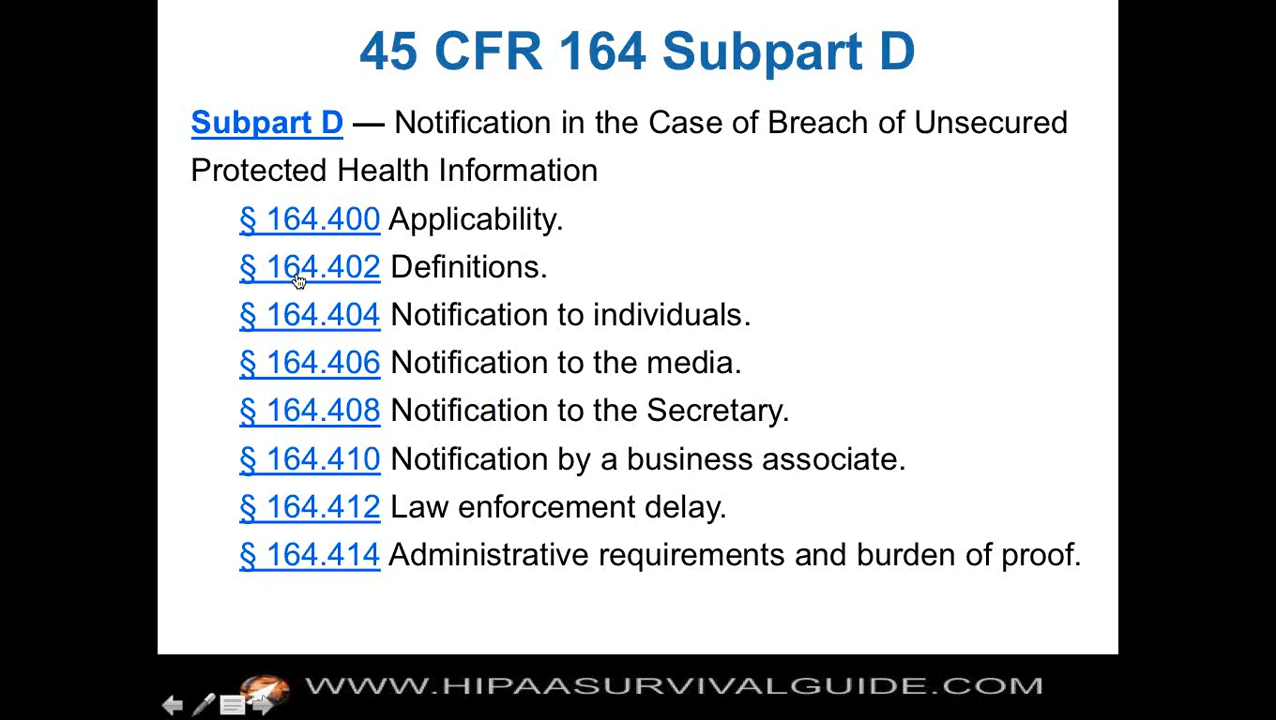 45 CFR 164 Subpart D
Subpart D — Notification in the Case of Breach of Unsecured
Protected Health Information
§ 164.400 Applicability.
§ 164.402 Definitions.
§ 164.404 Notification to individuals.
§ 164.406 Notification to the media.
§ 164.408 Notification to the Secretary.
§ 164.410 Notification by a business associate.
§ 164.412 Law enforcement delay.
§ 164.414 Administrative requirements and burden of proof.
WWW.HIPAASURVIVALGUIDE.COM